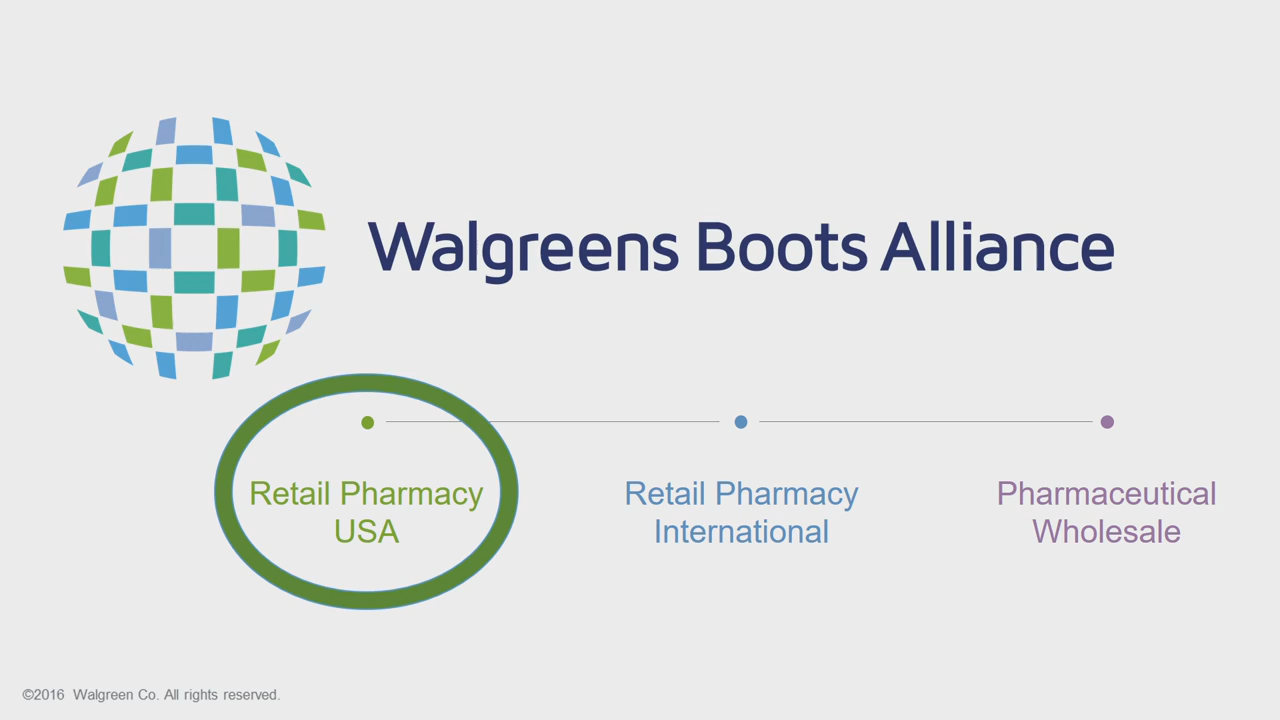 Walgreens Boots Alliance
Retail Pharmacy
USA
Retail Pharmacy
International
Pharmaceutical
Wholesale
©2016 Walgreen Co. All rights reserved.